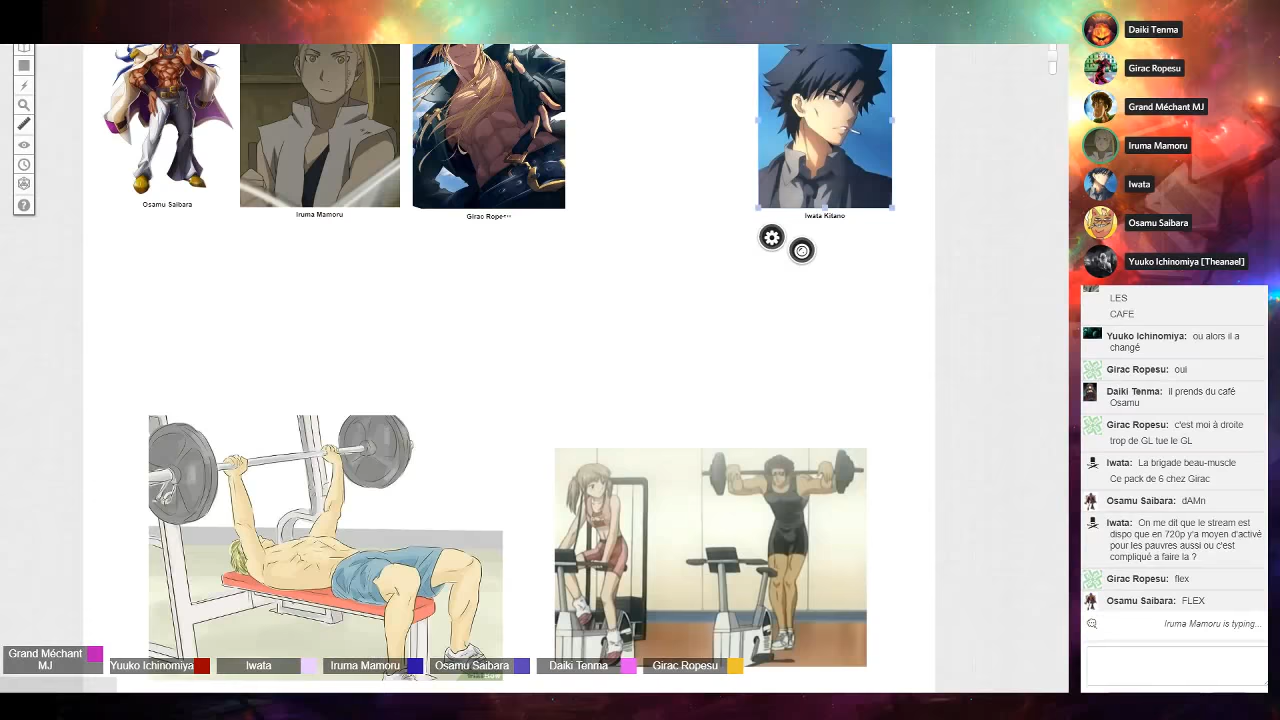 Osamu Saibara
Iruma Mamoru
Iwata Kitano
Daiki Tenma
Girac Ropesu
Grand Méchant MJ
Iruma Mamoru
Iwata
Osamu Saibara
Yuuko Ichinomiya [Theanael]
LES
CAFE
Yuuko Ichinomiya: ou alors il a
changé
Girac Ropesu: oui
Daiki Tenma: Il prends du café
Osamu
Girac Ropesu: c'est moi à droite
trop de GL tue le GL
Iwata: La brigade beau-muscle
Ce pack de 6 chez Girac
Osamu Saibara: dAMn
Iwata: On me dit que le stream est
dispo que en 720p y'a moyen d'activé
pour les pauvres aussi ou c'est
compliqué a faire la ?
Girac Ropesu: flex
Osamu Saibara: FLEX
Iruma Mamoru is typing...
Grand Méchant
MJ
Yuuko Ichinomiya
Iwata
Iruma Mamoru
Osamu Saibara
Daiki Tenma
Girac Ropesu